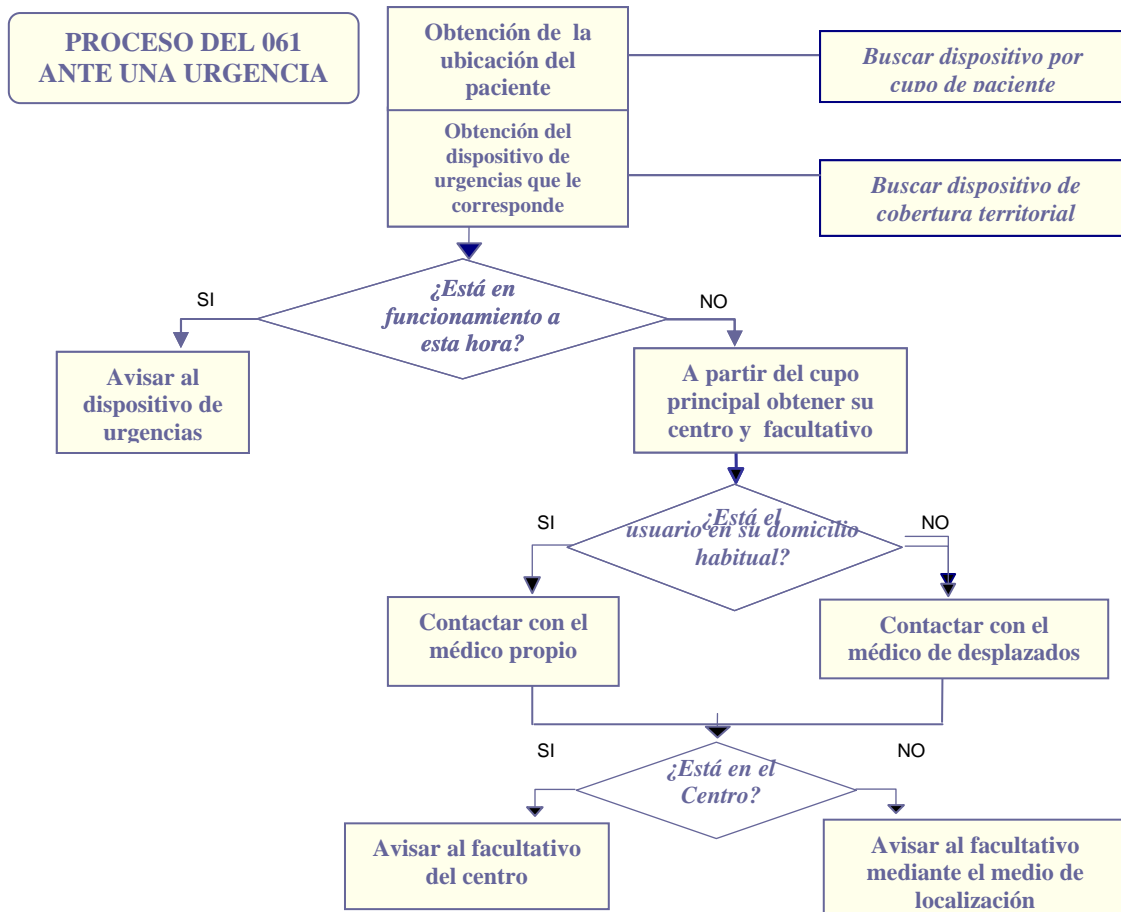 PROCESO DEL 061
ANTE UNA URGENCIA
Obtención de la
ubicación del
paciente
Buscar dispositivo por
cupo de paciente
Obtención del
dispositivo de
urgencias que le
corresponde
Buscar dispositivo de
cobertura territorial
¿Está en
funcionamiento a
esta hora?
SI
NO
Avisar al
dispositivo de
urgencias
A partir del cupo
principal obtener su
centro y facultativo
¿Está el
usuario en su domicilio
habitual?
SI
NO
Contactar con el
médico propio
Contactar con el
médico de desplazados
SI
NO
¿Está en el
Centro?
Avisar al facultativo
del centro
Avisar al facultativo
mediante el medio de
localización